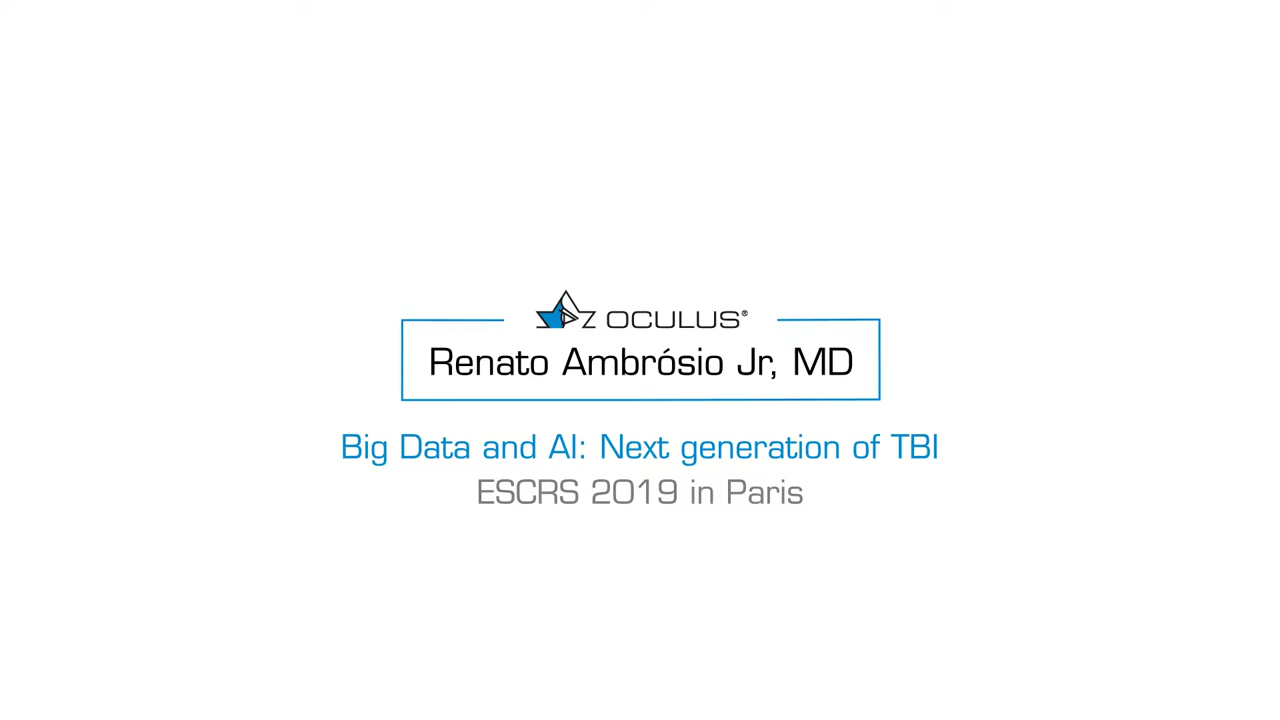 OCULUS®
Renato Ambrósio Jr, MD
Big Data and AI: Next generation of TBI
ESCRS 2019 in Paris